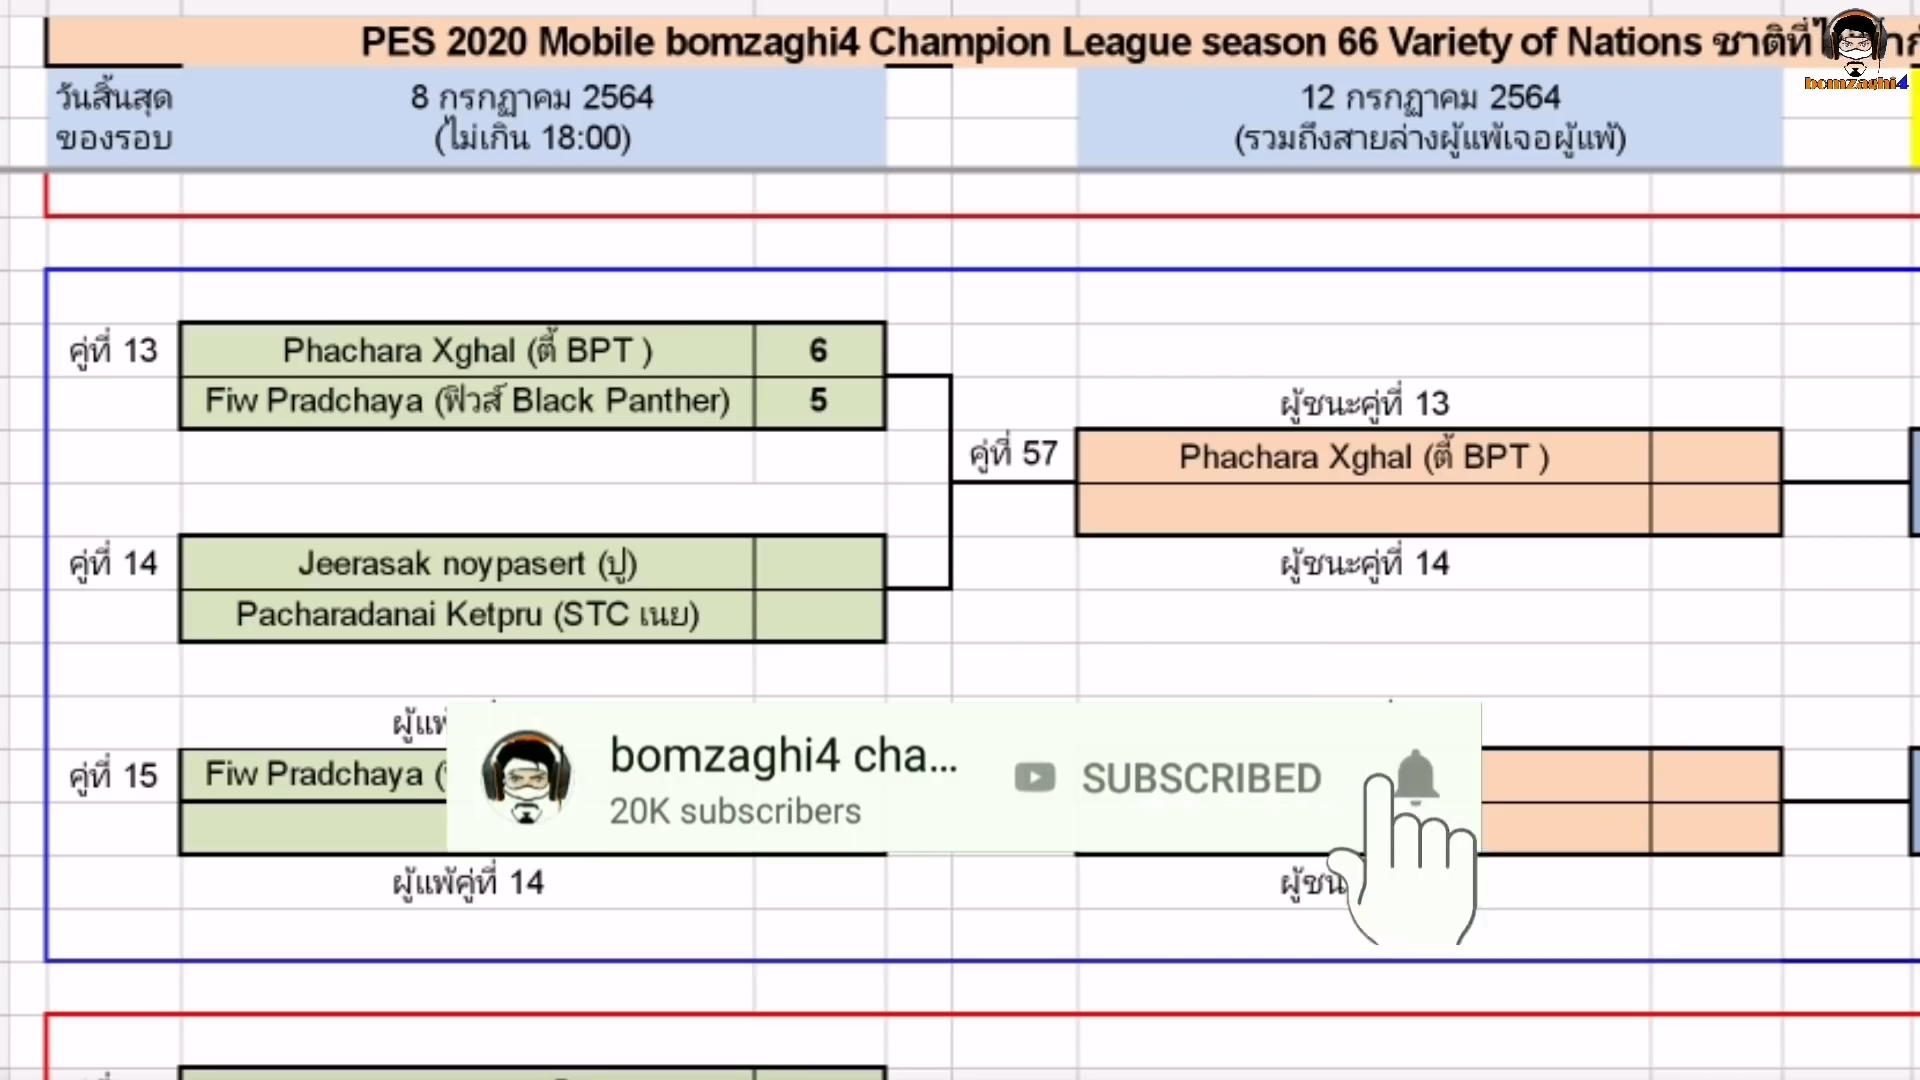 PES 2020 Mobile bomzaghi4 Champion League season 66 Variety of Nations ชาติที่
bomzaghi4
วันสิ้นสุด
ของรอบ
8 กรกฏาคม 2564
(ไม่เกิน 18:00)
12 กรกฏาคม 2564
(รวมถึงสายล่างผู้แพ้เจอผู้แพ้)
คู่ที่ 13
Phachara Xghal (ตี้ BPT )
6
Fiw Pradchaya (ฟิวส์ Black Panther)
5
ผู้ชนะคู่ที่ 13
คู่ที่ 57
Phachara Xghal (ตี้ BPT )
คู่ที่ 14
Jeerasak noypasert (ปู)
Pacharadanai Ketpru (STC เนย)
ผู้ชนะคู่ที่ 14
คู่ที่ 15
Fiw Pradchaya
bomzaghi4 cha...
20K subscribers
SUBSCRIBED
ผู้แพ้คู่ที่ 14